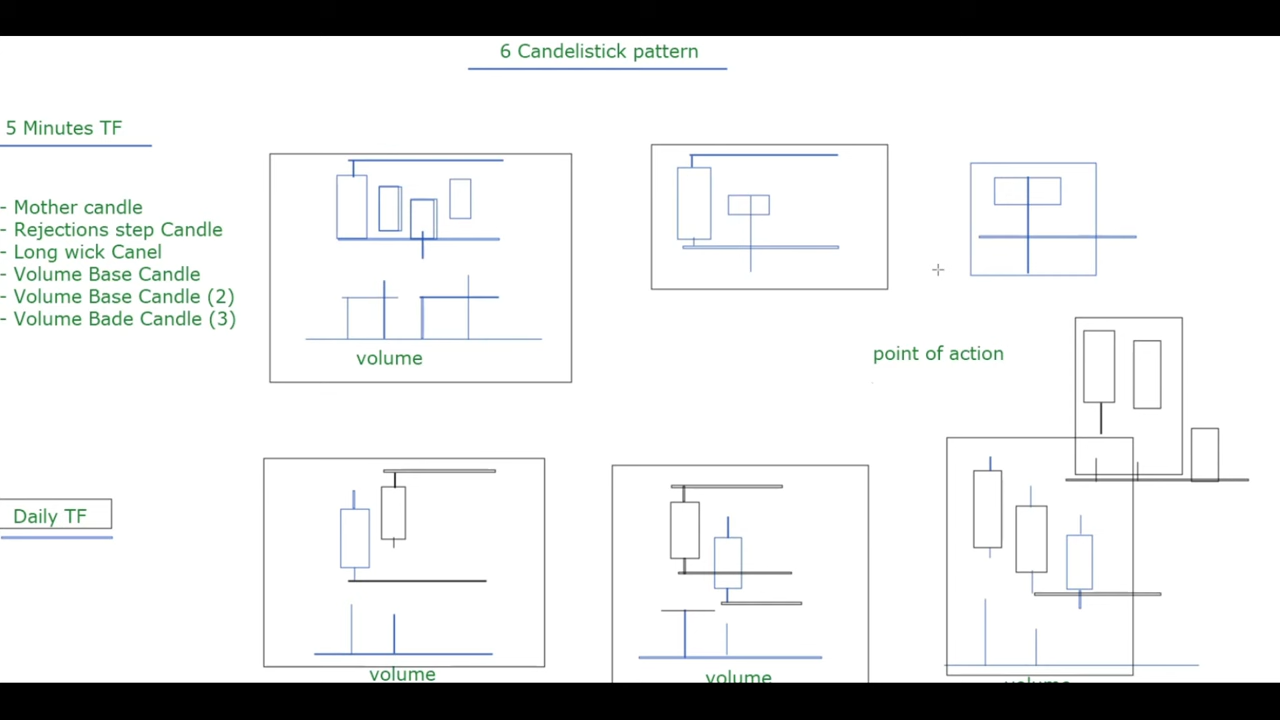 6 Candelistick pattern
5 Minutes TF
- Mother candle
- Rejections step Candle
- Long wick Canel
- Volume Base Candle
- Volume Base Candle (2)
- Volume Bade Candle (3)
volume
point of action
Daily TF
volume
volume
volume